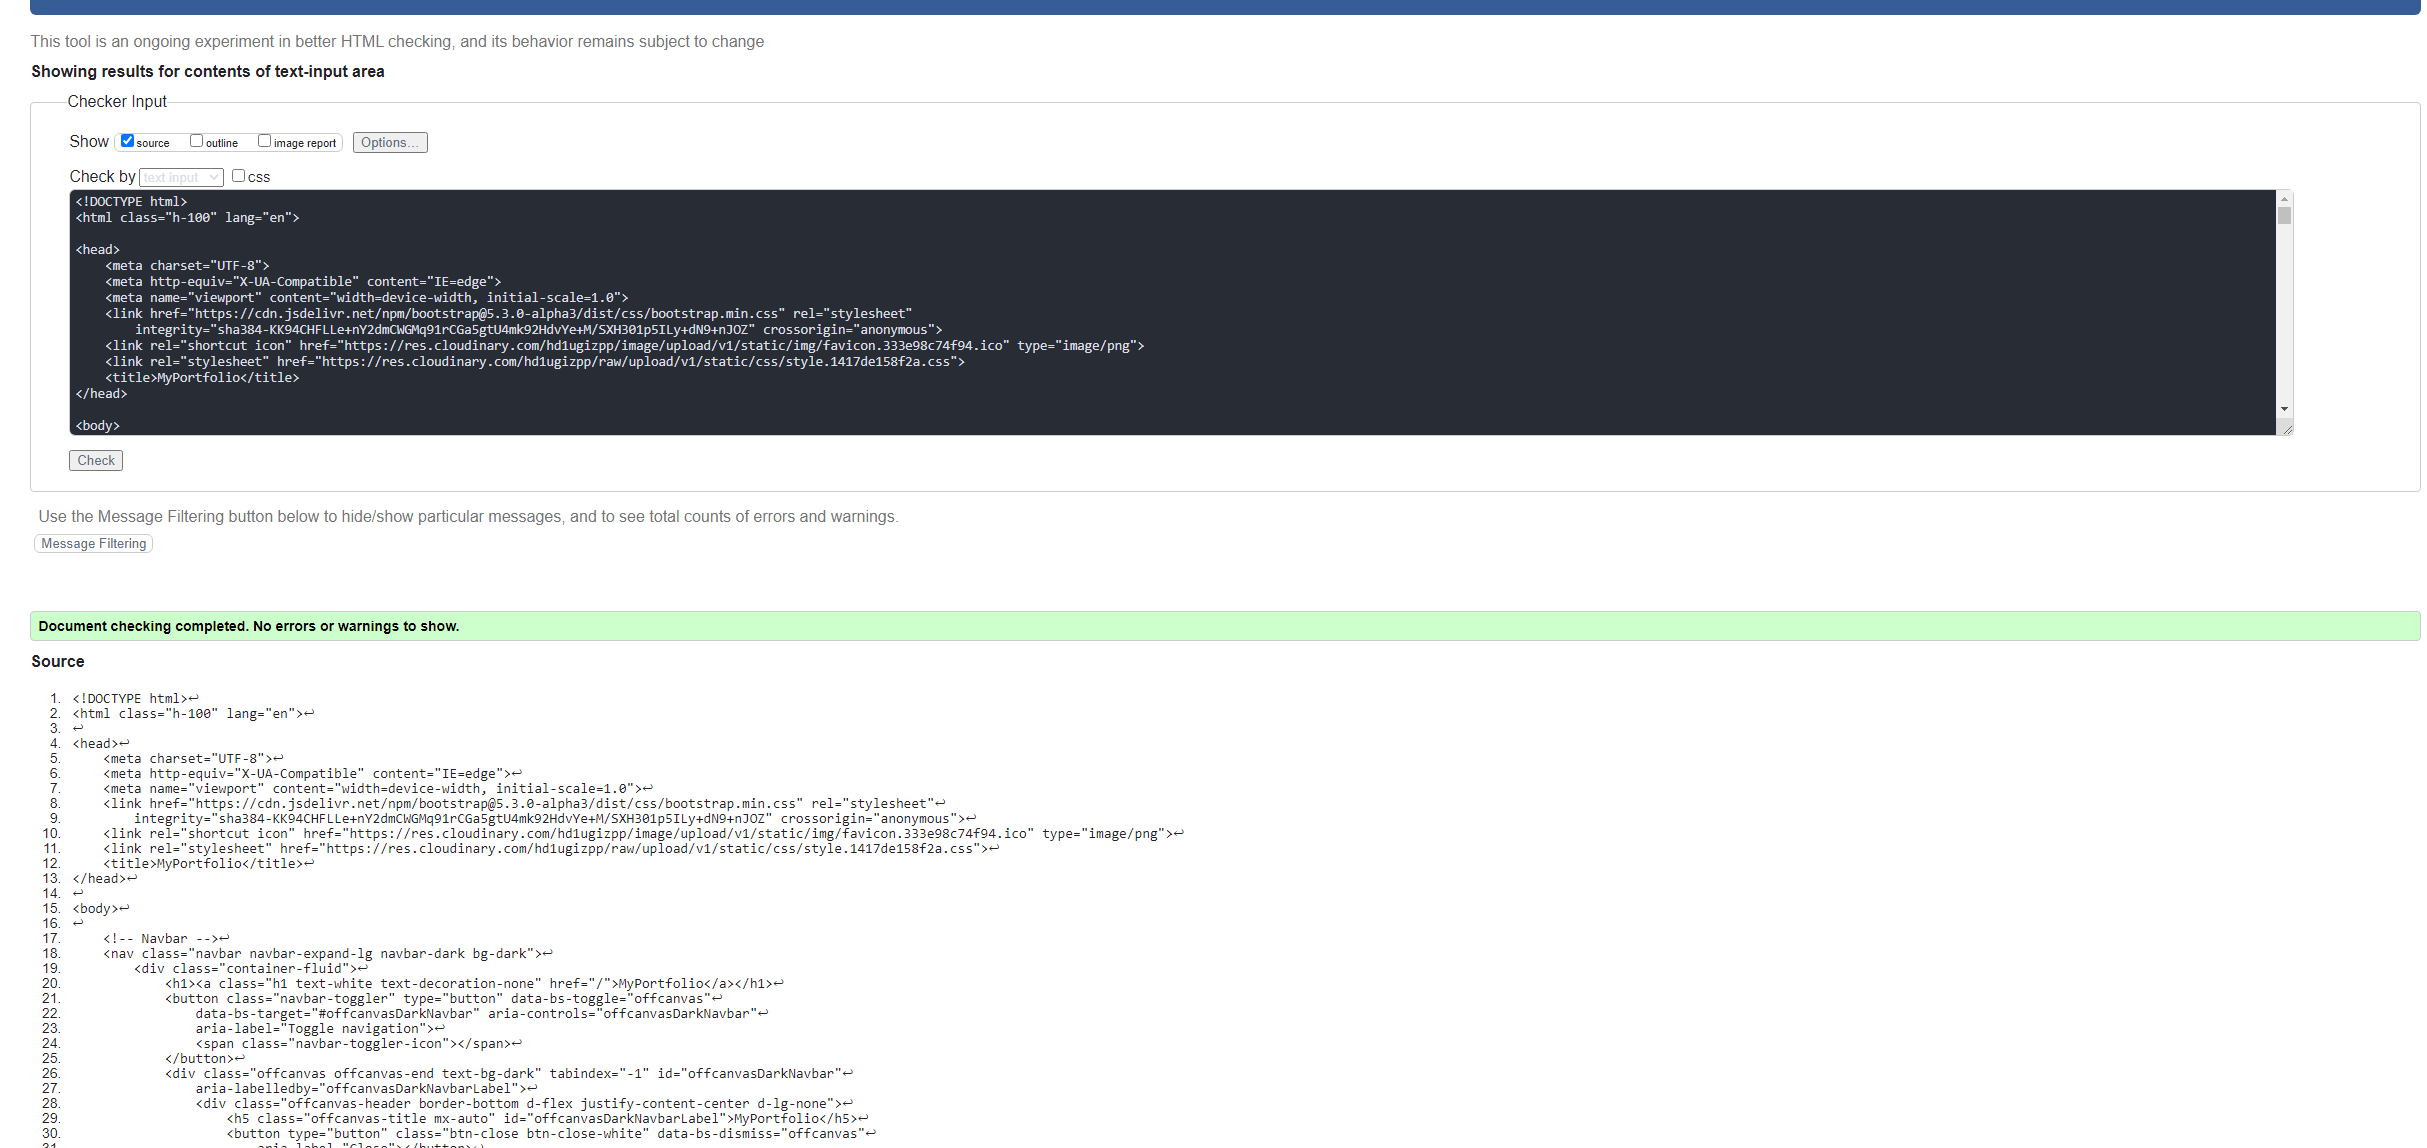 This tool is an ongoing experiment in better HTML checking, and its behavior remains subject to change
Showing results for contents of text-input area
Checker Input
Show source outline image report Options...
Check by text input css
<!DOCTYPE html>
<html class="h-100" lang="en">
<head>
<meta charset="UTF-8">
<meta http-equiv="X-UA-Compatible" content="IE=edge">
<meta name="viewport" content="width=device-width, initial-scale=1.0">
<link href="https://cdn.jsdelivr.net/npm/bootstrap@5.3.0-alpha3/dist/css/bootstrap.min.css" rel="stylesheet"
integrity="sha384-KK94CHFLLe+nY2dmCWGMq91rCGa5gtU4mk92HdvYe+M/SXH301p5ILy+dN9+nJOZ" crossorigin="anonymous">
<link rel="shortcut icon" href="https://res.cloudinary.com/hd1ugizpp/image/upload/v1/static/img/favicon.333e98c74f94.ico" type="image/png">
<link rel="stylesheet" href="https://res.cloudinary.com/hd1ugizpp/raw/upload/v1/static/css/style.1417de158f2a.css">
<title>MyPortfolio</title>
</head>
<body>
Check
Use the Message Filtering button below to hide/show particular messages, and to see total counts of errors and warnings.
Message Filtering
Document checking completed. No errors or warnings to show.
Source
1. <!DOCTYPE html>↩
2. <html class="h-100" lang="en">↩
3. ↩
4. <head>↩
5. <meta charset="UTF-8">↩
6. <meta http-equiv="X-UA-Compatible" content="IE=edge">↩
7. <meta name="viewport" content="width=device-width, initial-scale=1.0">↩
8. <link href="https://cdn.jsdelivr.net/npm/bootstrap@5.3.0-alpha3/dist/css/bootstrap.min.css" rel="stylesheet"↩
9. integrity="sha384-KK94CHFLLe+nY2dmCWGMq91rCGa5gtU4mk92HdvYe+M/SXH301p5ILy+dN9+nJOZ" crossorigin="anonymous">↩
10. <link rel="shortcut icon" href="https://res.cloudinary.com/hd1ugizpp/image/upload/v1/static/img/favicon.333e98c74f94.ico" type="image/png">↩
11. <link rel="stylesheet" href="https://res.cloudinary.com/hd1ugizpp/raw/upload/v1/static/css/style.1417de158f2a.css">↩
12. <title>MyPortfolio</title>↩
13. </head>↩
14. ↩
15. <body>↩
16. ↩
17. <!-- Navbar -->↩
18. <nav class="navbar navbar-expand-lg navbar-dark bg-dark">↩
19. <div class="container-fluid">↩
20. <h1><a class="h1 text-white text-decoration-none" href="/">MyPortfolio</a></h1>↩
21. <button class="navbar-toggler" type="button" data-bs-toggle="offcanvas"↩
22. data-bs-target="#offcanvasDarkNavbar" aria-controls="offcanvasDarkNavbar"↩
23. aria-label="Toggle navigation">↩
24. <span class="navbar-toggler-icon"></span>↩
25. </button>↩
26. <div class="offcanvas offcanvas-end text-bg-dark" tabindex="-1" id="offcanvasDarkNavbar"↩
27. aria-labelledby="offcanvasDarkNavbarLabel">↩
28. <div class="offcanvas-header border-bottom d-flex justify-content-center d-lg-none">↩
29. <h5 class="offcanvas-title mx-auto" id="offcanvasDarkNavbarLabel">MyPortfolio</h5>↩
30. <button type="button" class="btn-close btn-close-white" data-bs-dismiss="offcanvas"↩
31. aria-label="Close"></button>↩